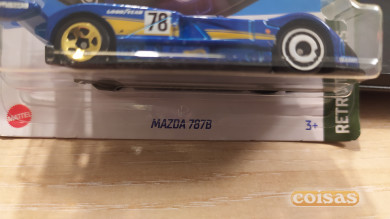 GOODYEAR
78
MATTEL
MAZDA 787B
3+
RETRO
coisas